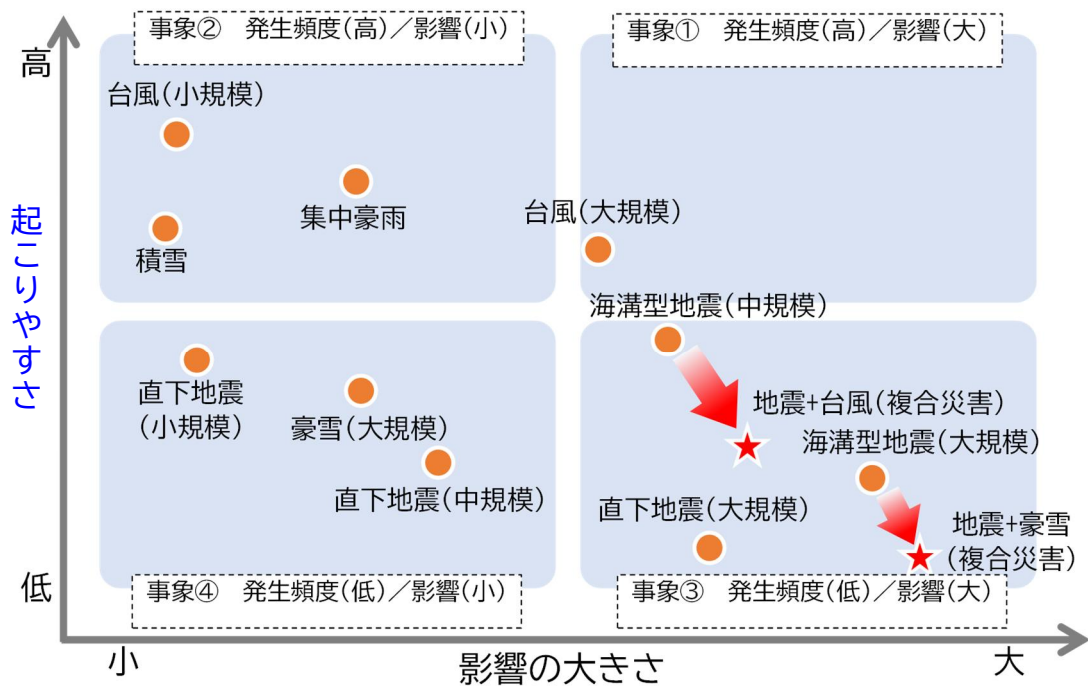 事象② 発生頻度(高)/影響(小)
事象① 発生頻度(高)/影響(大)
高
台風(小規模)
集中豪雨
積雪
台風(大規模)
起こりやすさ
海溝型地震(中規模)
直下地震
(小規模)
豪雪(大規模)
直下地震(中規模)
地震+台風(複合災害)
海溝型地震(大規模)
直下地震(大規模)
地震+豪雪
(複合災害)
低
事象④ 発生頻度(低)/影響(小)
事象③ 発生頻度(低)/影響(大)
小
影響の大きさ
大